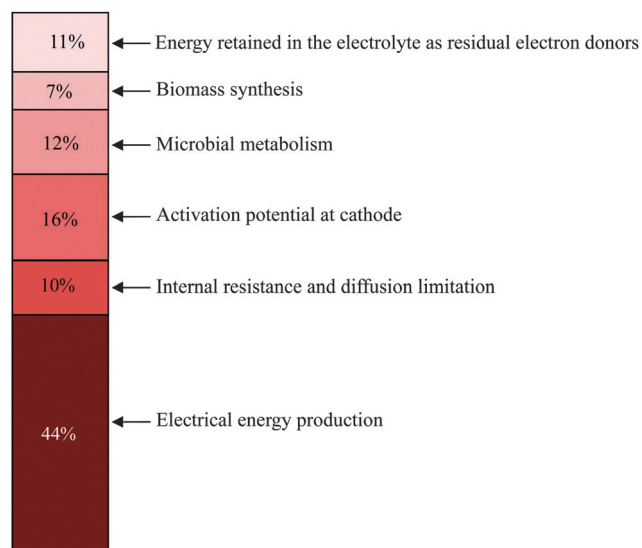 11% Energy retained in the electrolyte as residual electron donors
7% Biomass synthesis
12% Microbial metabolism
16% Activation potential at cathode
10% Internal resistance and diffusion limitation
44% Electrical energy production